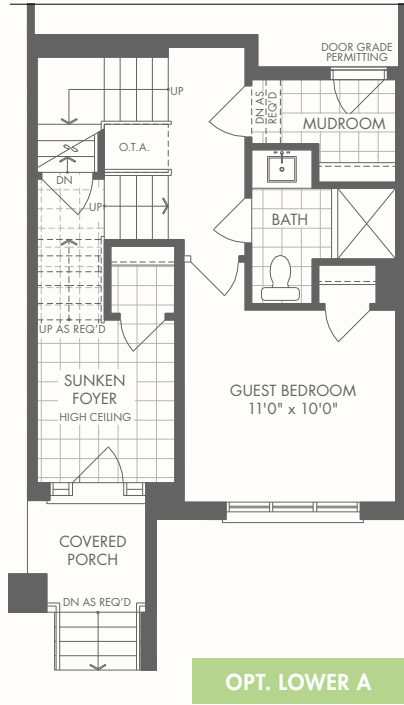 DOOR GRADE
PERMITTING
UP
DN AS
REQ'D
MUDROOM
O.T.A.
DN
UP
BATH
UP AS REQ'D
SUNKEN
FOYER
HIGH CEILING
GUEST BEDROOM
11'0" x 10'0"
COVERED
PORCH
DN AS REQ'D
OPT. LOWER A